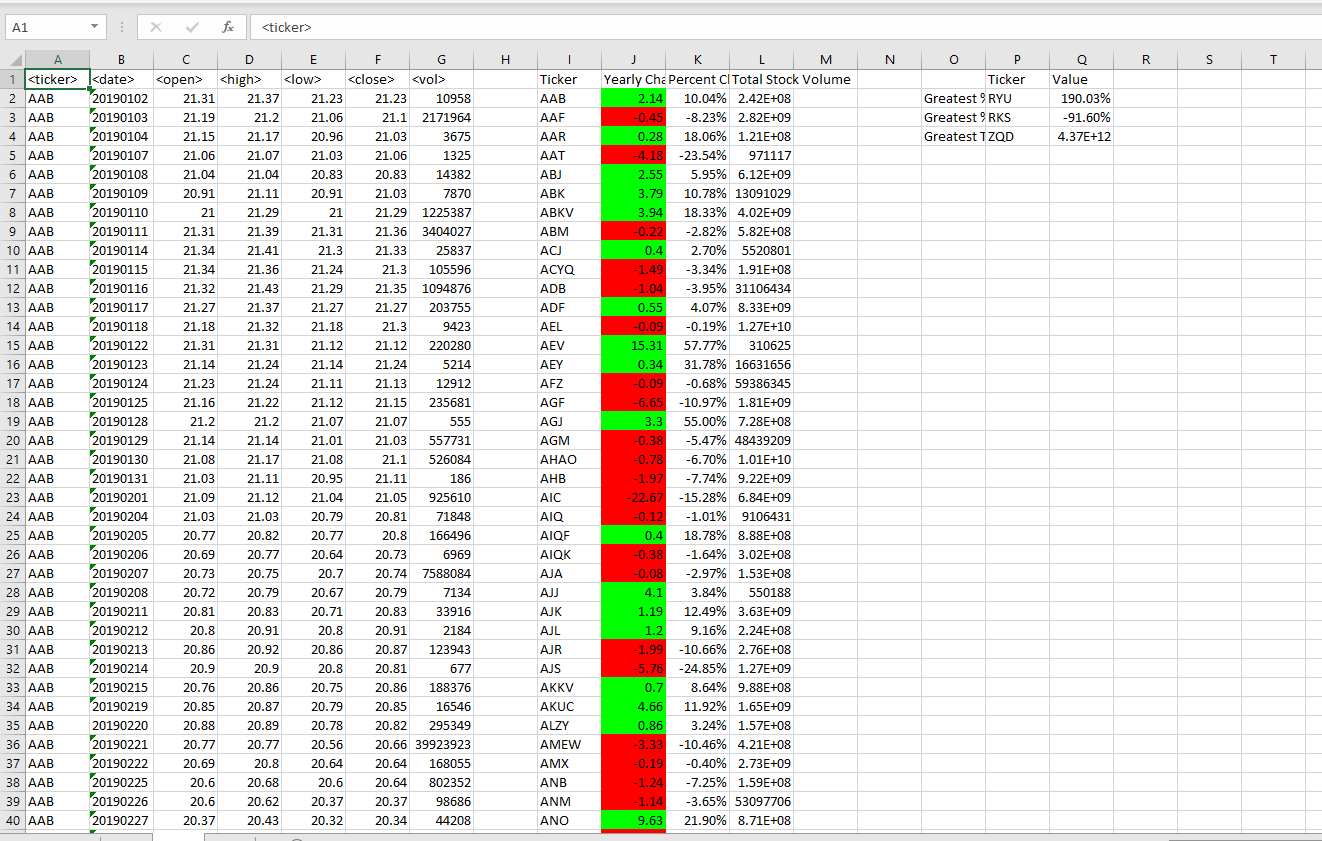 A1 fx <ticker>
A B C D E F G H I J K L M N O P Q R S T
1 <ticker> <date> <open> <high> <low> <close> <vol> Ticker Yearly Cha Percent C Total Stock Volume Ticker Value
2 AAB 20190102 21.31 21.37 21.23 21.23 10958 AAB 2.14 10.04% 2.42E+08 Greatest % RYU 190.03%
3 AAB 20190103 21.19 21.2 21.06 21.1 2171964 AAF -0.45 -8.23% 2.82E+09 Greatest % RKS -91.60%
4 AAB 20190104 21.15 21.17 20.96 21.03 3675 AAR 0.28 18.06% 1.21E+08 Greatest T ZQD 4.37E+12
5 AAB 20190107 21.06 21.07 21.03 21.06 1325 AAT -4.18 -23.54% 971117
6 AAB 20190108 21.04 21.04 20.83 20.83 14382 ABJ 2.55 5.95% 6.12E+09
7 AAB 20190109 20.91 21.11 20.91 21.03 7870 ABK 3.79 10.78% 13091029
8 AAB 20190110 21 21.29 21 21.29 1225387 ABKV 3.94 18.33% 4.02E+09
9 AAB 20190111 21.31 21.39 21.31 21.36 3404027 ABM -0.22 -2.82% 5.82E+08
10 AAB 20190114 21.34 21.41 21.3 21.33 25837 ACJ 0.4 2.70% 5520801
11 AAB 20190115 21.34 21.36 21.24 21.3 105596 ACYQ -1.49 -3.34% 1.91E+08
12 AAB 20190116 21.32 21.43 21.29 21.35 1094876 ADB -1.04 -3.95% 31106434
13 AAB 20190117 21.27 21.37 21.27 21.27 203755 ADF 0.55 4.07% 8.33E+09
14 AAB 20190118 21.18 21.32 21.18 21.3 9423 AEL -0.09 -0.19% 1.27E+10
15 AAB 20190122 21.31 21.31 21.12 21.12 220280 AEV 15.31 57.77% 310625
16 AAB 20190123 21.14 21.24 21.14 21.24 5214 AEY 0.34 31.78% 16631656
17 AAB 20190124 21.23 21.24 21.11 21.13 12912 AFZ -0.09 -0.68% 59386345
18 AAB 20190125 21.16 21.22 21.12 21.15 235681 AGF -6.65 -10.97% 1.81E+09
19 AAB 20190128 21.2 21.2 21.07 21.07 555 AGJ 3.3 55.00% 7.28E+08
20 AAB 20190129 21.14 21.14 21.01 21.03 557731 AGM -0.38 -5.47% 48439209
21 AAB 20190130 21.08 21.17 21.08 21.1 526084 AHAO -0.78 -6.70% 1.01E+10
22 AAB 20190131 21.03 21.11 20.95 21.11 186 AHB -1.97 -7.74% 9.22E+09
23 AAB 20190201 21.09 21.12 21.04 21.05 925610 AIC -22.67 -15.28% 6.84E+09
24 AAB 20190204 21.03 21.03 20.79 20.81 71848 AIQ -0.12 -1.01% 9106431
25 AAB 20190205 20.77 20.82 20.77 20.8 166496 AIQF 0.4 18.78% 8.88E+08
26 AAB 20190206 20.69 20.77 20.64 20.73 6969 AIQK -0.38 -1.64% 3.02E+08
27 AAB 20190207 20.73 20.75 20.7 20.74 7588084 AJA -0.08 -2.97% 1.53E+08
28 AAB 20190208 20.72 20.79 20.67 20.79 7134 AJJ 4.1 3.84% 550188
29 AAB 20190211 20.81 20.83 20.71 20.83 33916 AJK 1.19 12.49% 3.63E+09
30 AAB 20190212 20.8 20.91 20.8 20.91 2184 AJL 1.2 9.16% 2.24E+08
31 AAB 20190213 20.86 20.92 20.86 20.87 123943 AJR -1.99 -10.66% 2.76E+08
32 AAB 20190214 20.9 20.9 20.8 20.81 677 AJS -5.76 -24.85% 1.27E+09
33 AAB 20190215 20.76 20.86 20.75 20.86 188376 AKKV 0.7 8.64% 9.88E+08
34 AAB 20190219 20.85 20.87 20.79 20.85 16546 AKUC 4.66 11.92% 1.65E+09
35 AAB 20190220 20.88 20.89 20.78 20.82 295349 ALZY 0.86 3.24% 1.57E+08
36 AAB 20190221 20.77 20.77 20.56 20.66 39923923 AMEW -3.33 -10.46% 4.21E+08
37 AAB 20190222 20.69 20.8 20.64 20.64 168055 AMX -0.19 -0.40% 2.73E+09
38 AAB 20190225 20.6 20.68 20.6 20.64 802352 ANB -1.24 -7.25% 1.59E+08
39 AAB 20190226 20.6 20.62 20.37 20.37 98686 ANM -1.14 -3.65% 53097706
40 AAB 20190227 20.37 20.43 20.32 20.34 44208 ANO 9.63 21.90% 8.71E+08